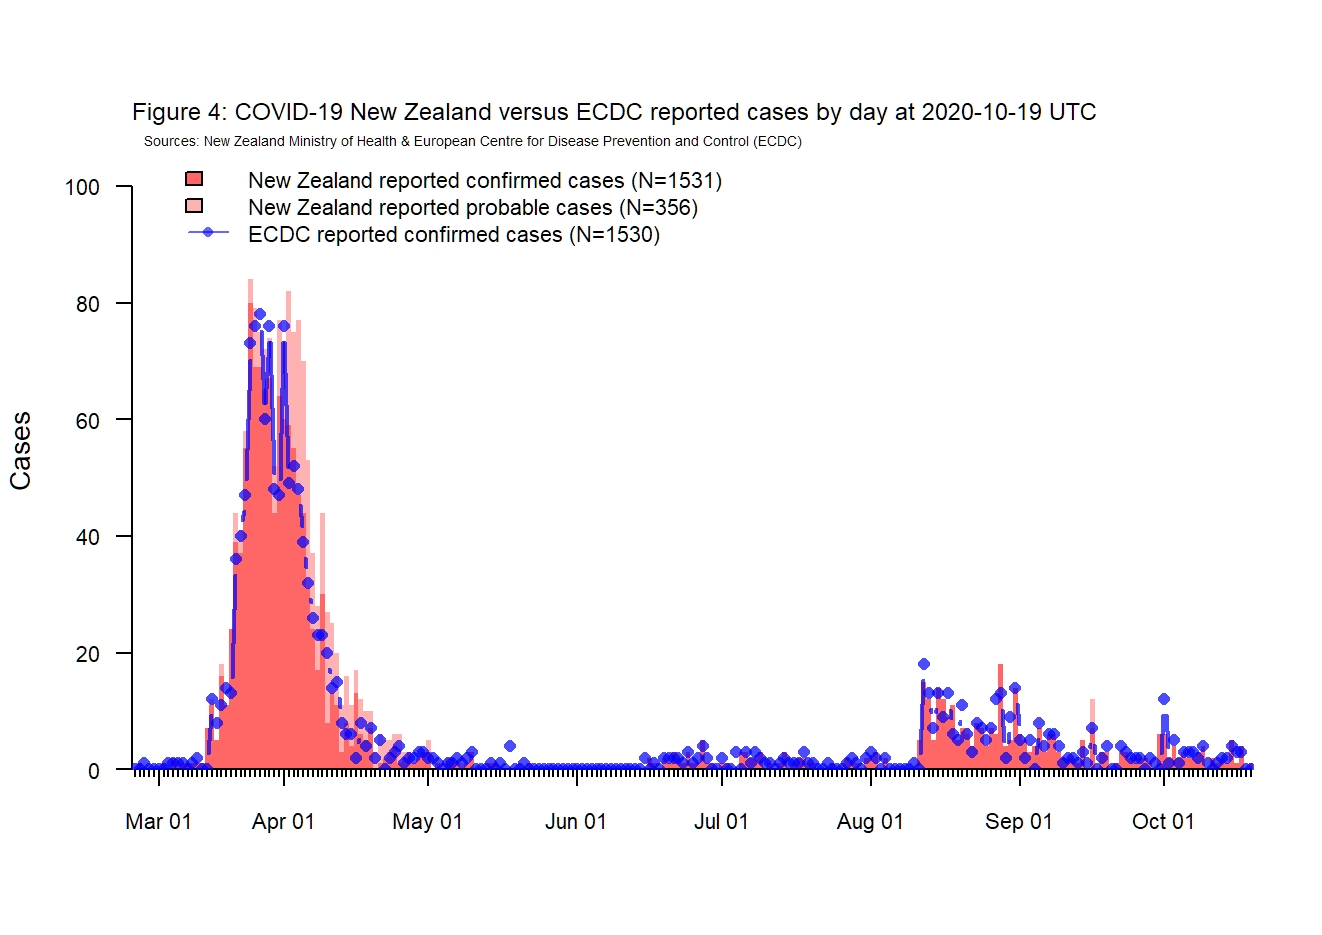 Figure 4: COVID-19 New Zealand versus ECDC reported cases by day at 2020-10-19 UTC
Sources: New Zealand Ministry of Health & European Centre for Disease Prevention and Control (ECDC)
New Zealand reported confirmed cases (N=1531)
New Zealand reported probable cases (N=356)
ECDC reported confirmed cases (N=1530)
Cases
100
80
60
40
20
0
Mar 01 Apr 01 May 01 Jun 01 Jul 01 Aug 01 Sep 01 Oct 01